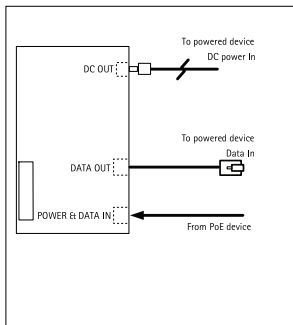 To powered device
DC power In
DC OUT
To powered device
Data In
DATA OUT
POWER & DATA IN
From PoE device